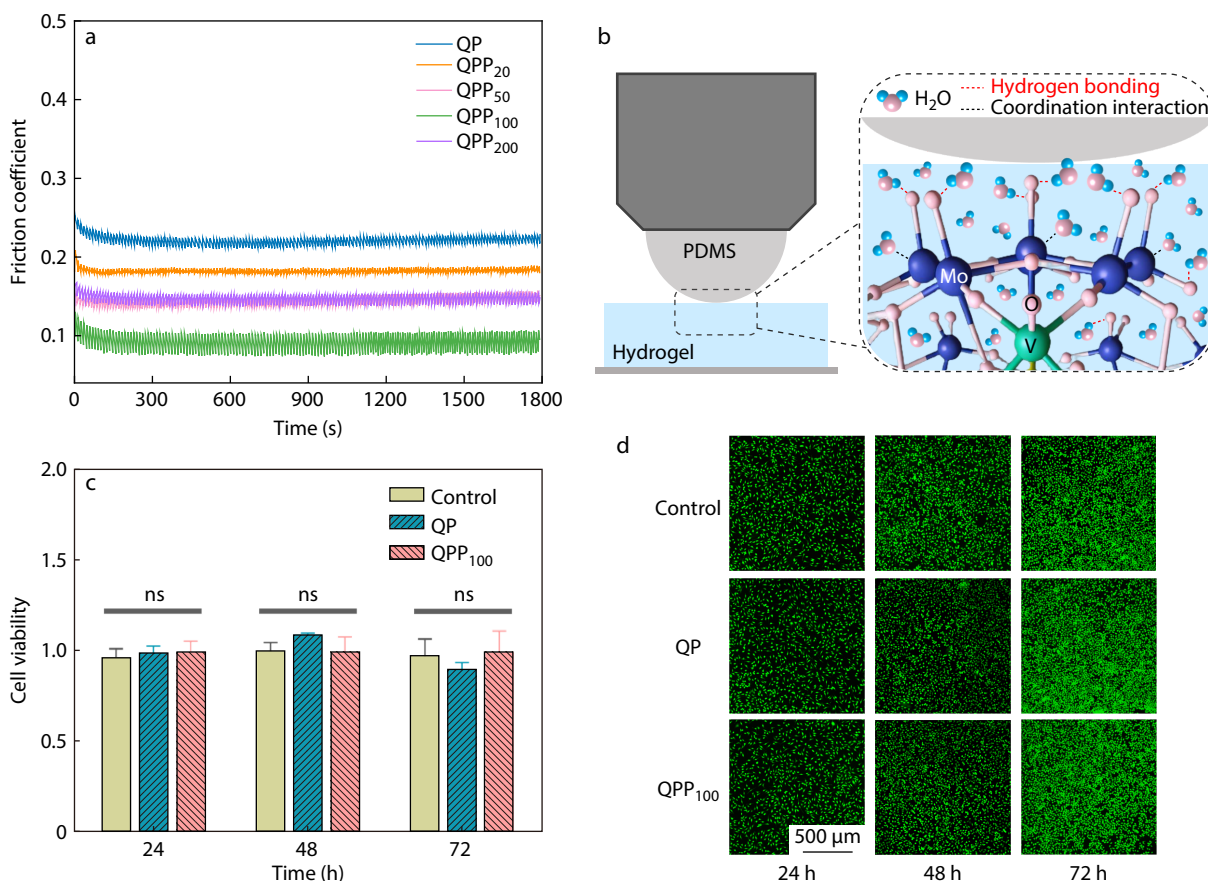 a
0.5
0.4
0.3
0.2
0.1
Friction coefficient
QP
QPP20
QPP50
QPP100
QPP200
0 300 600 900 1200 1500 1800
Time (s)
b
PDMS
Hydrogel
H2O
Hydrogen bonding
Coordination interaction
Mo
O
V
c
2.0
1.5
1.0
0.5
0
Cell viability
Control
QP
QPP100
ns ns ns
24 48 72
Time (h)
d
Control
QP
QPP100
500 μm
24 h 48 h 72 h